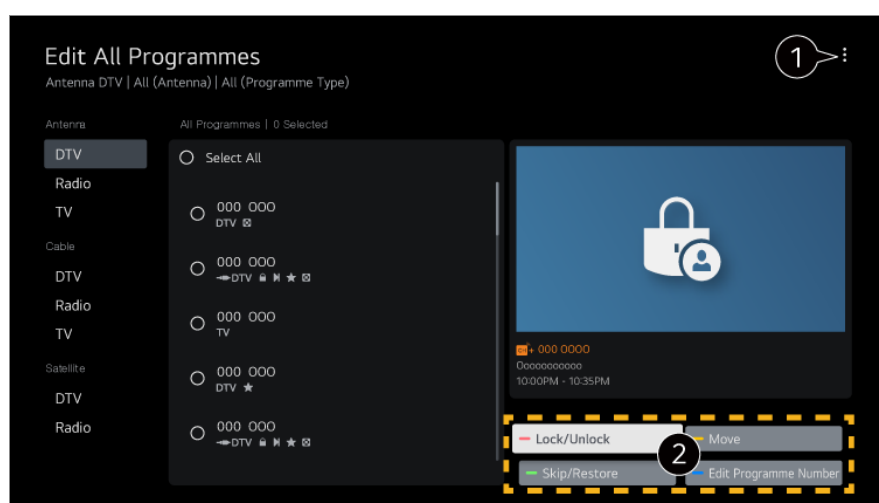 Edit All Programmes
Antenna DTV | All (Antenna) | All (Programme Type)
1
Antenna
DTV
Radio
TV
Cable
DTV
Radio
TV
Satellite
DTV
Radio
All Programmes | 0 Selected
Select All
000 000
DTV
000 000
DTV
000 000
TV
000 000
DTV
000 000
DTV
CH+ 000 0000
Ooooooooooo
10:00PM - 10:35PM
Lock/Unlock
Move
2
Skip/Restore
Edit Programme Number